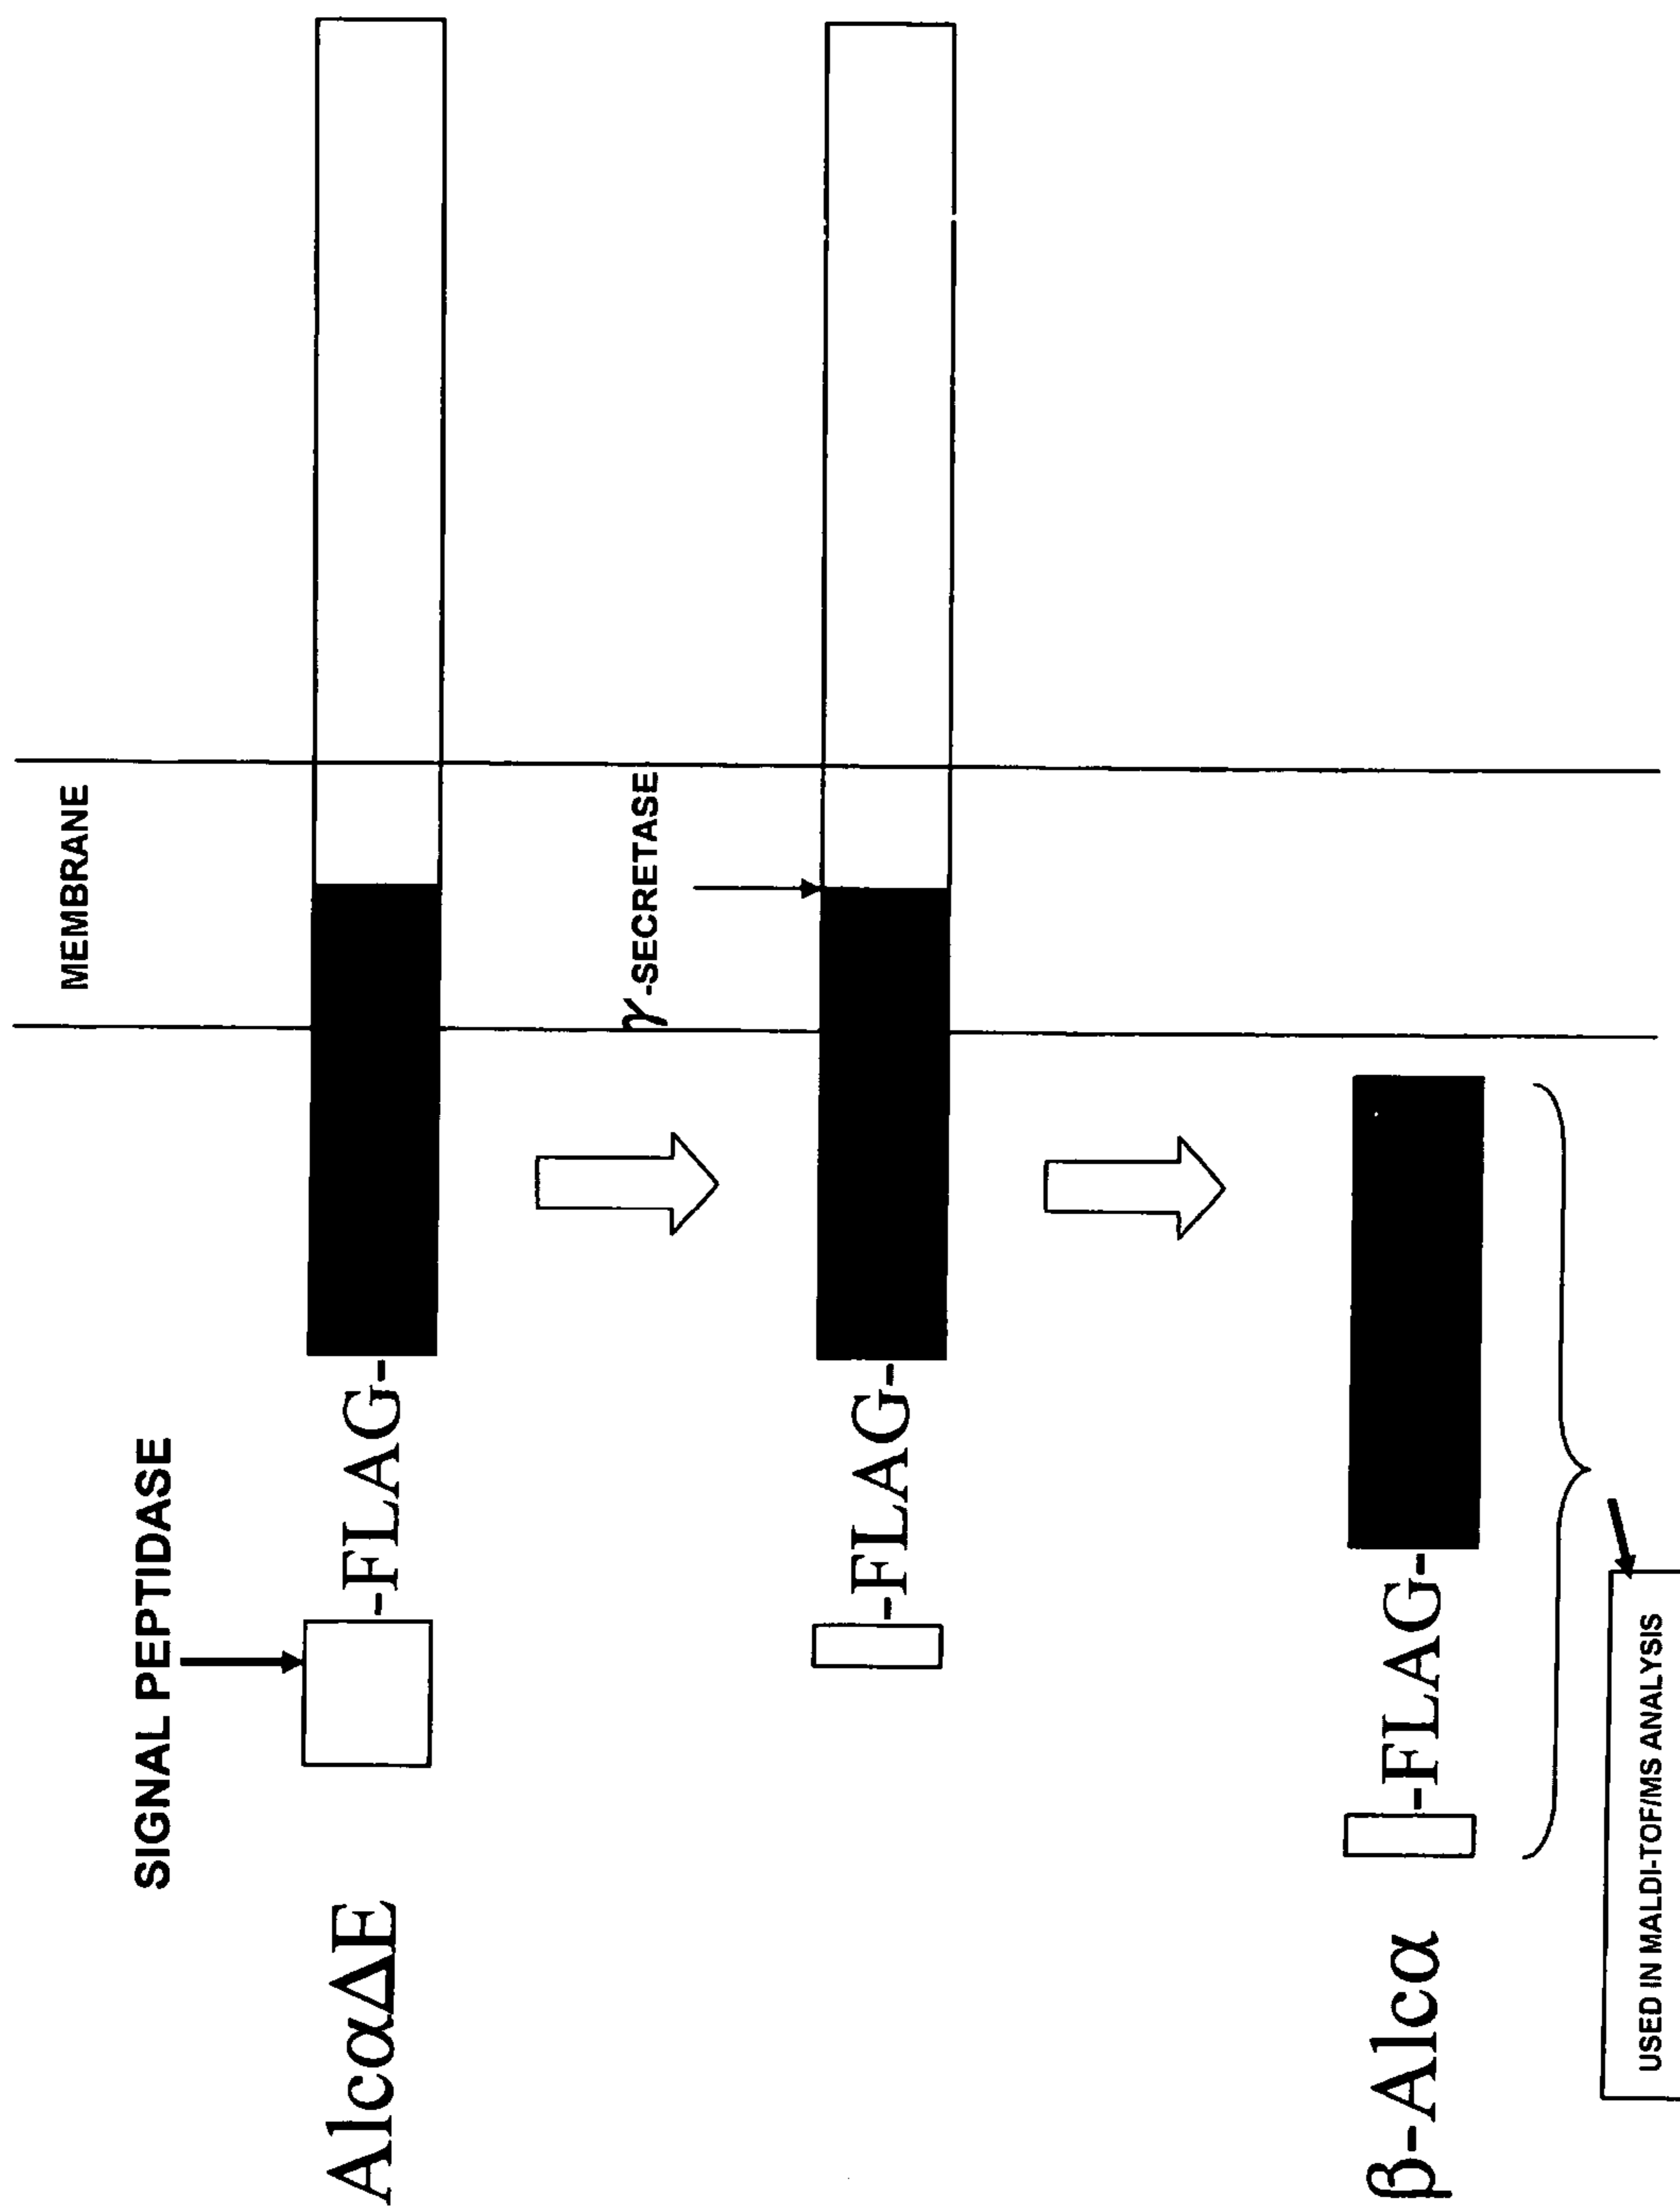 MEMBRANE
SIGNAL PEPTIDASE
AlcαΔE
-FLAG-
γ-SECRETASE
-FLAG-
β-Alcα
-FLAG-
USED IN MALDI-TOF/MS ANALYSIS